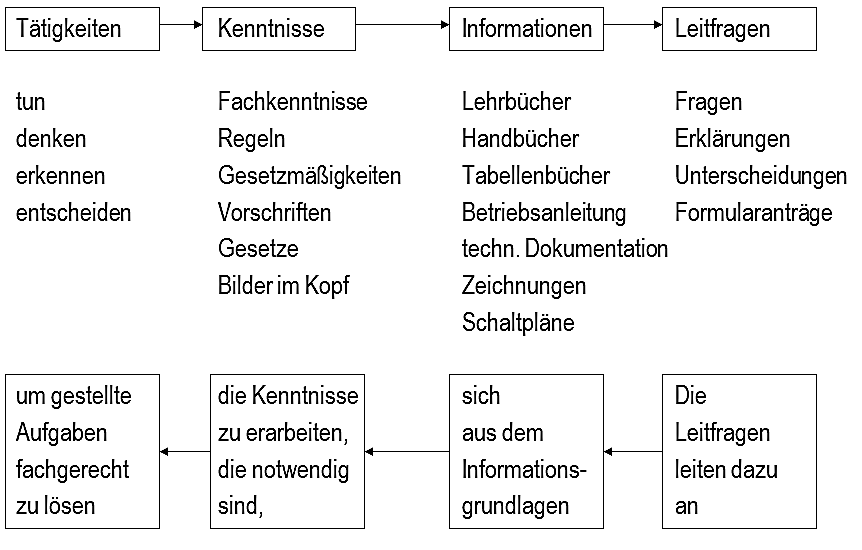 Tätigkeiten
Kenntnisse
Informationen
Leitfragen
tun
denken
erkennen
entscheiden
Fachkenntnisse
Regeln
Gesetzmäßigkeiten
Vorschriften
Gesetze
Bilder im Kopf
Lehrbücher
Handbücher
Tabellenbücher
Betriebsanleitung
techn. Dokumentation
Zeichnungen
Schaltpläne
Fragen
Erklärungen
Unterscheidungen
Formularanträge
um gestellte
Aufgaben
fachgerecht
zu lösen
die Kenntnisse
zu erarbeiten,
die notwendig
sind,
sich
aus dem
Informations-
grundlagen
Die
Leitfragen
leiten dazu
an